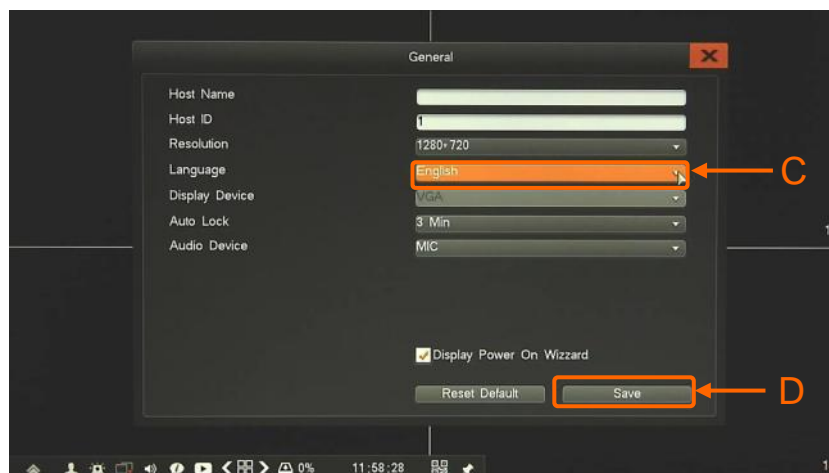 General
Host Name
Host ID 1
Resolution 1280*720
Language English C
Display Device VGA
Auto Lock 3 Min
Audio Device MIC
Display Power On Wizzard
Reset Default Save D
0% 11:58:28